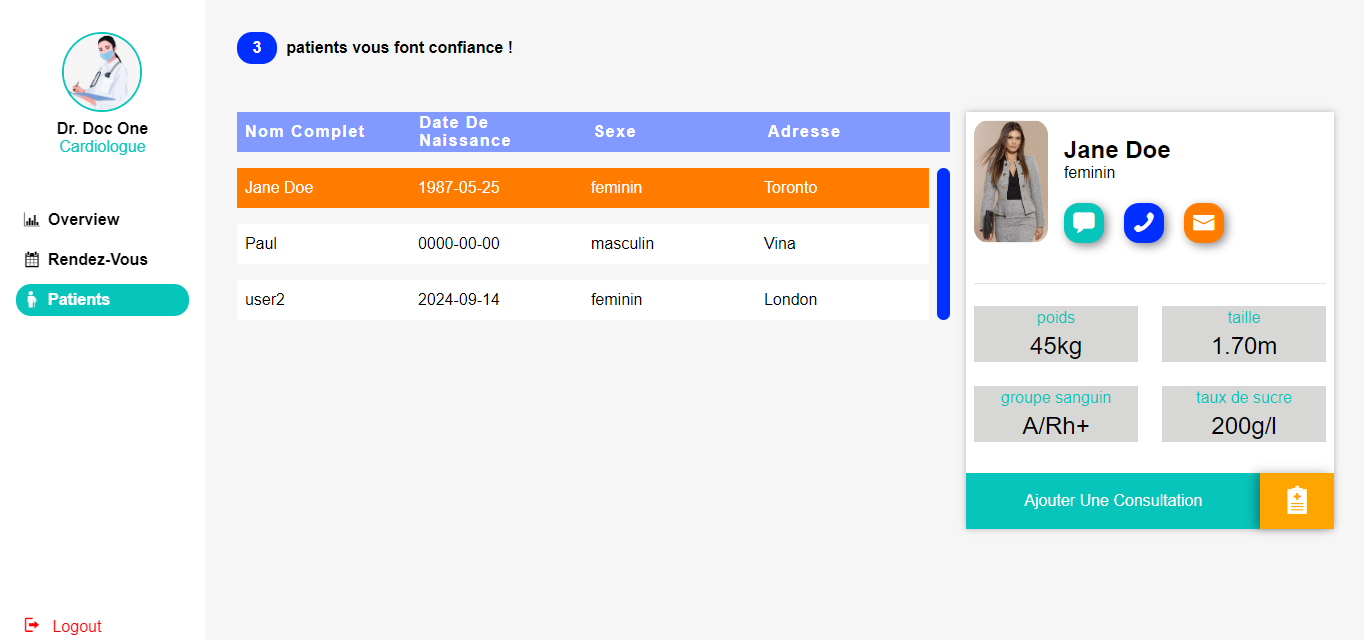 Dr. Doc One
Cardiologue
Overview
Rendez-Vous
Patients
Logout
3 patients vous font confiance !
Nom Complet Date De Naissance Sexe Adresse
Jane Doe 1987-05-25 feminin Toronto
Paul 0000-00-00 masculin Vina
user2 2024-09-14 feminin London
Jane Doe
feminin
poids taille
45kg 1.70m
groupe sanguin taux de sucre
A/Rh+ 200g/l
Ajouter Une Consultation